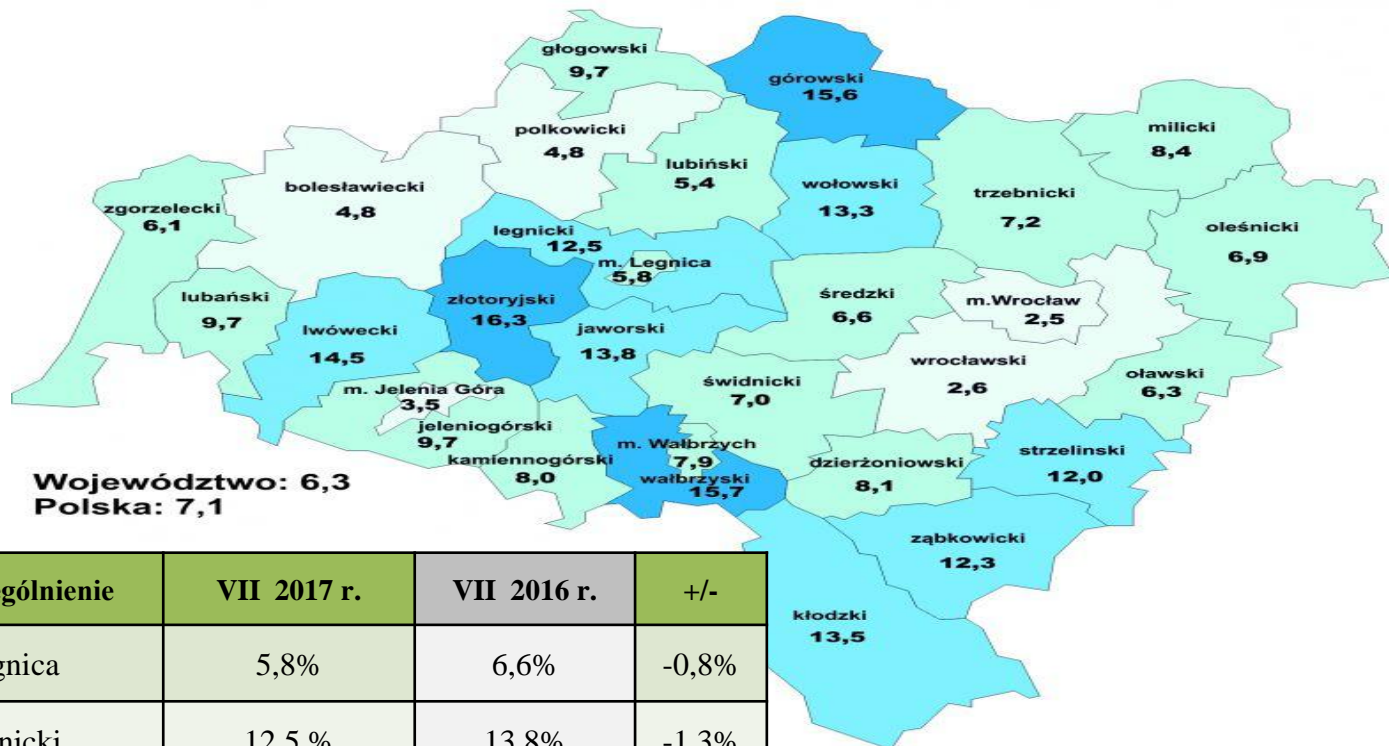 głogowski
9,7
górowski
15,6
polkowicki
4,8
milicki
8,4
lubiński
5,4
wołowski
13,3
trzebnicki
7,2
bolesławiecki
4,8
zgorzelecki
6,1
oleśnicki
6,9
legnicki
12,5
m. Legnica
5,8
lubański
9,7
złotoryjski
16,3
średzki
6,6
m.Wrocław
2,5
lwówecki
14,5
jaworski
13,8
wrocławski
2,6
oławski
6,3
m. Jelenia Góra
3,5
świdnicki
7,0
jeleniogórski
9,7
m. Wałbrzych
7,9
kamiennogórski
8,0
wałbrzyski
15,7
dzierżoniowski
8,1
strzelinski
12,0
Województwo: 6,3
Polska: 7,1
ząbkowicki
12,3
kłodzki
13,5
ególnienie VII 2017 r. VII 2016 r. +/-
gnica 5,8% 6,6% -0,8%
nicki 12,5 % 13,8% -1,3%